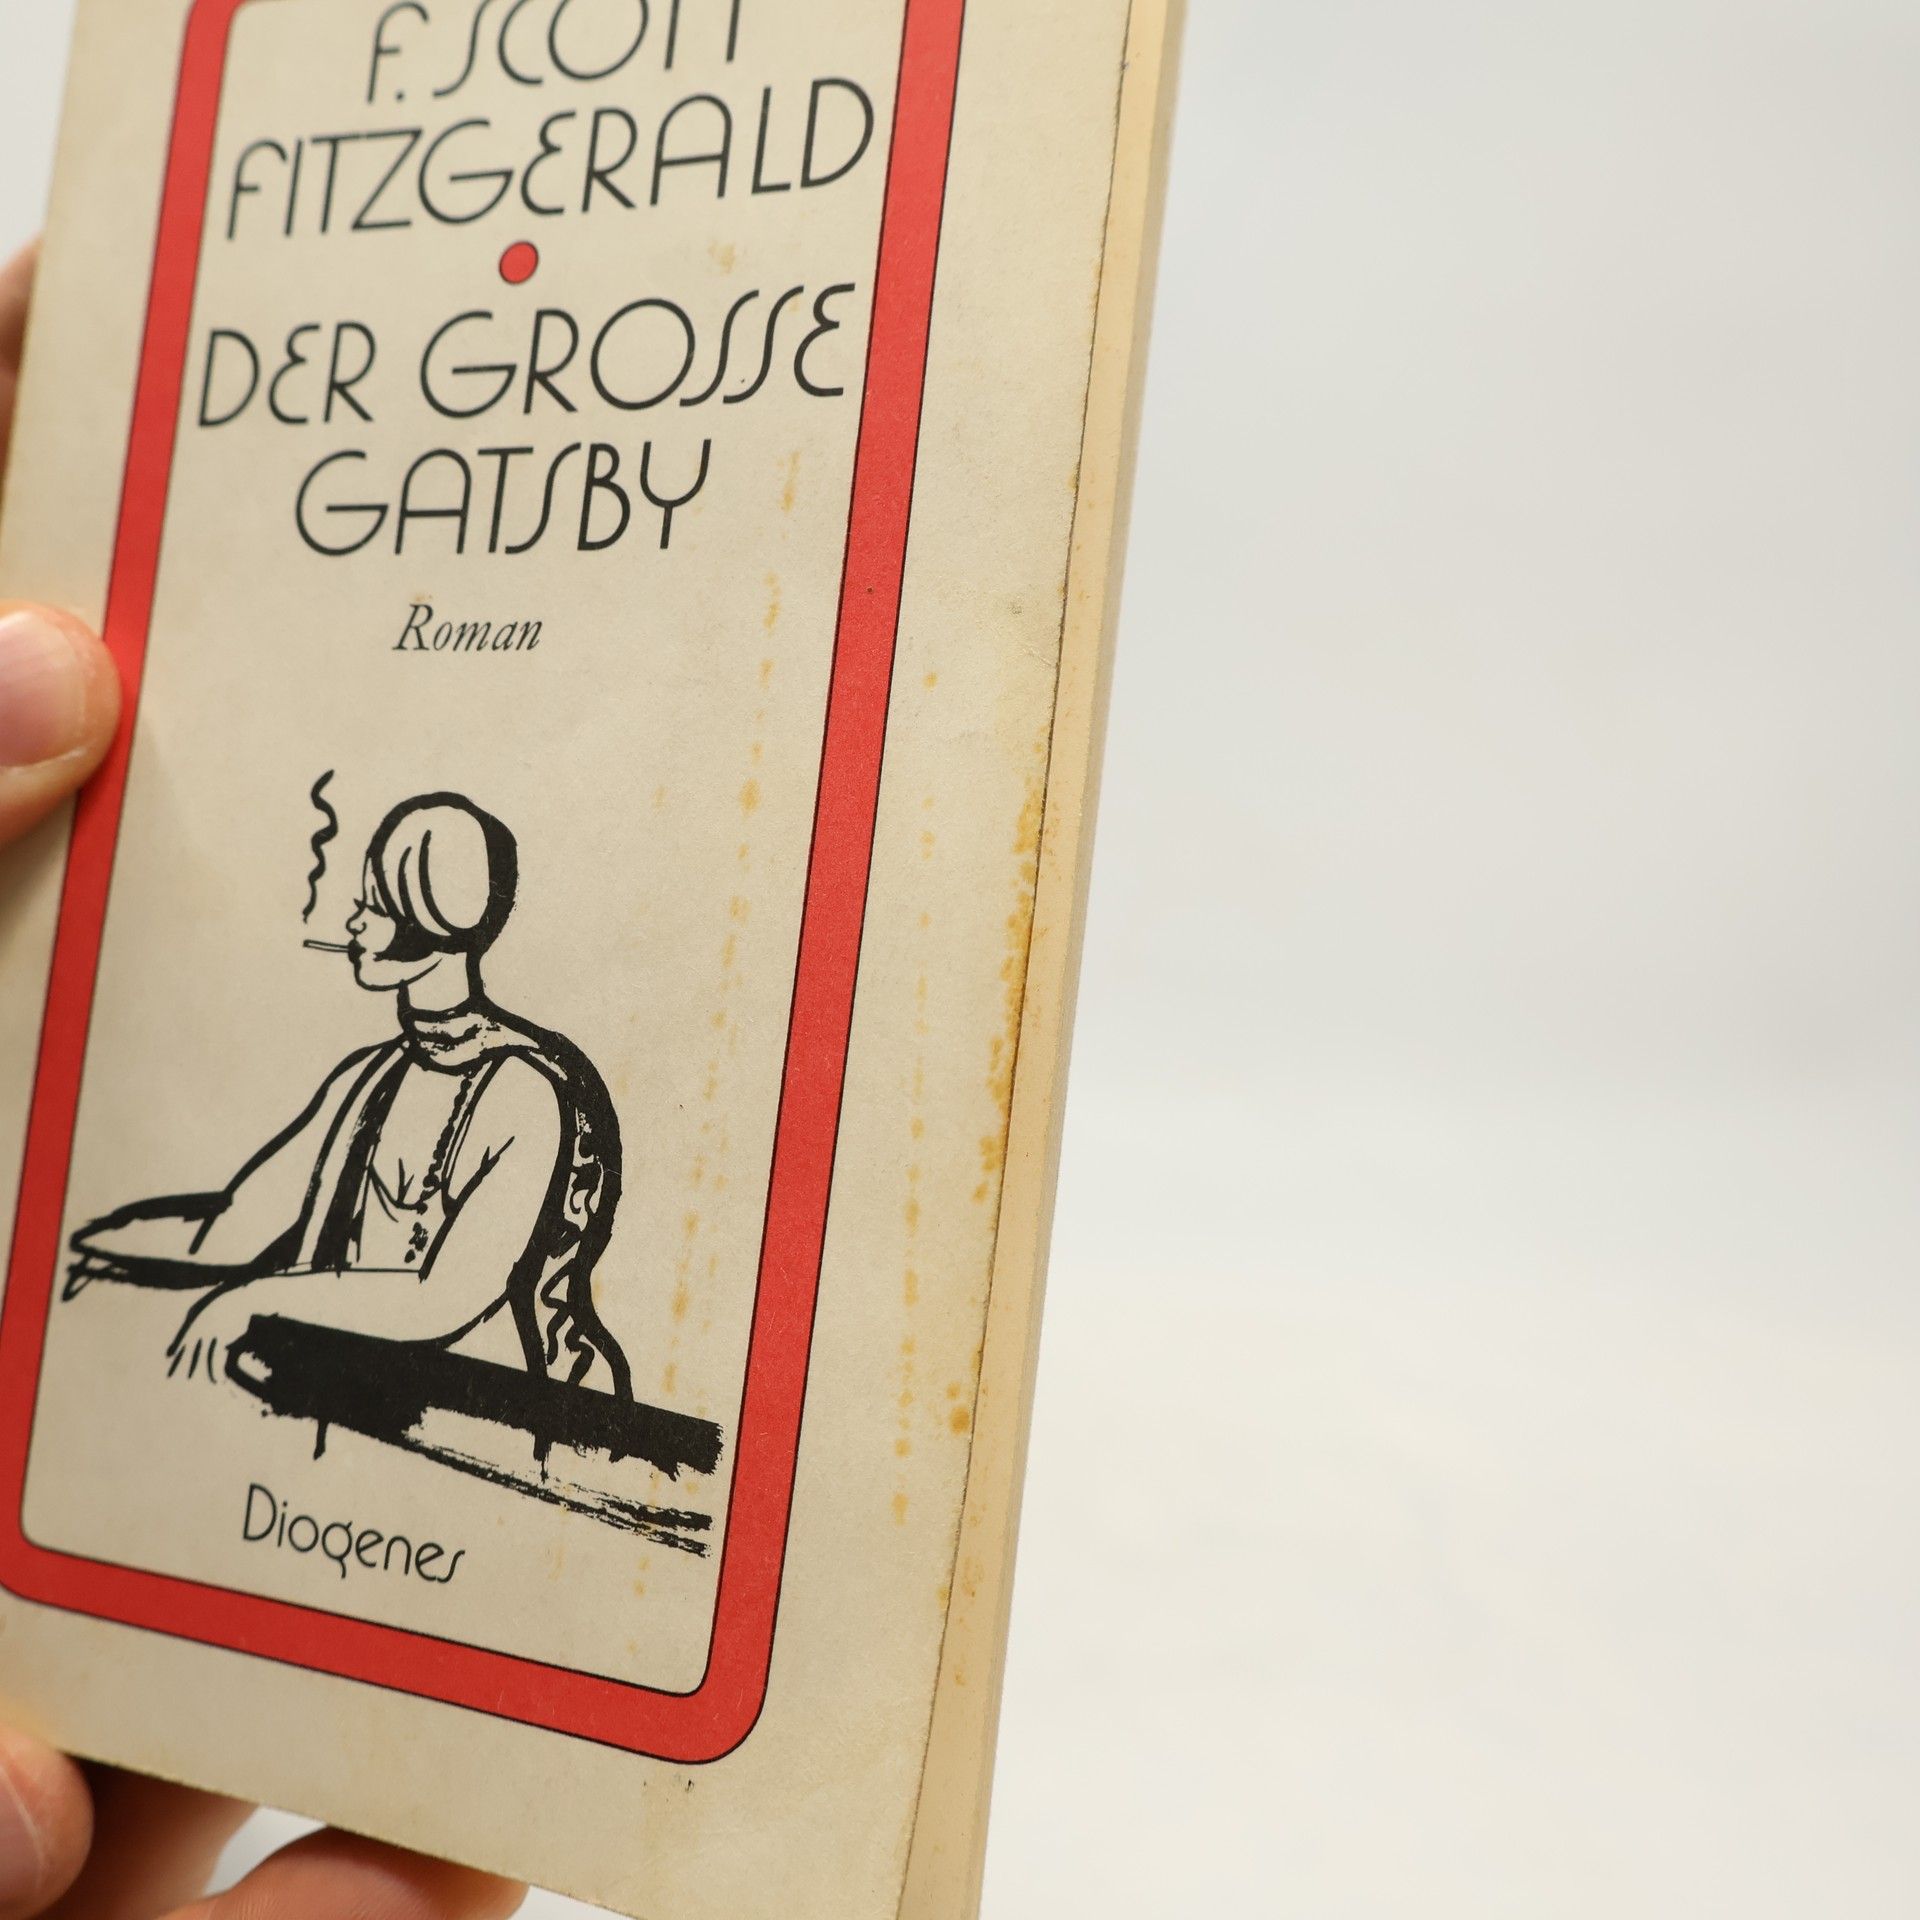 F. SCOTT
FITZGERALD
DER GROSSE
GATSBY
Roman
Diogenes